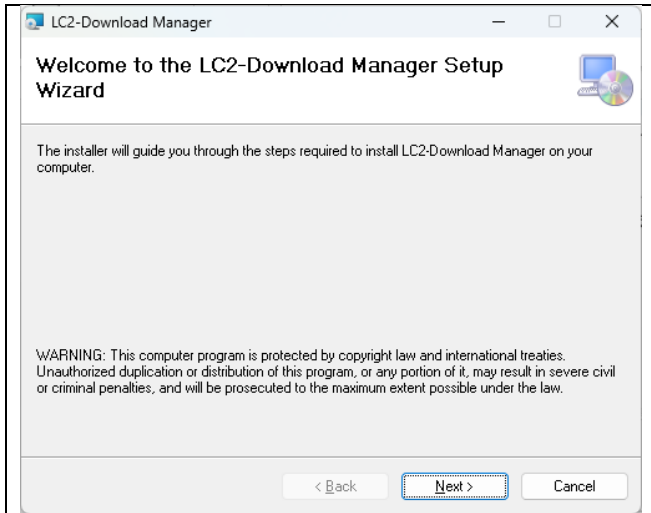 LC2-Download Manager
Welcome to the LC2-Download Manager Setup
Wizard
The installer will guide you through the steps required to install LC2-Download Manager on your
computer.
WARNING: This computer program is protected by copyright law and international treaties.
Unauthorized duplication or distribution of this program, or any portion of it, may result in severe civil
or criminal penalties, and will be prosecuted to the maximum extent possible under the law.
< Back
Next >
Cancel